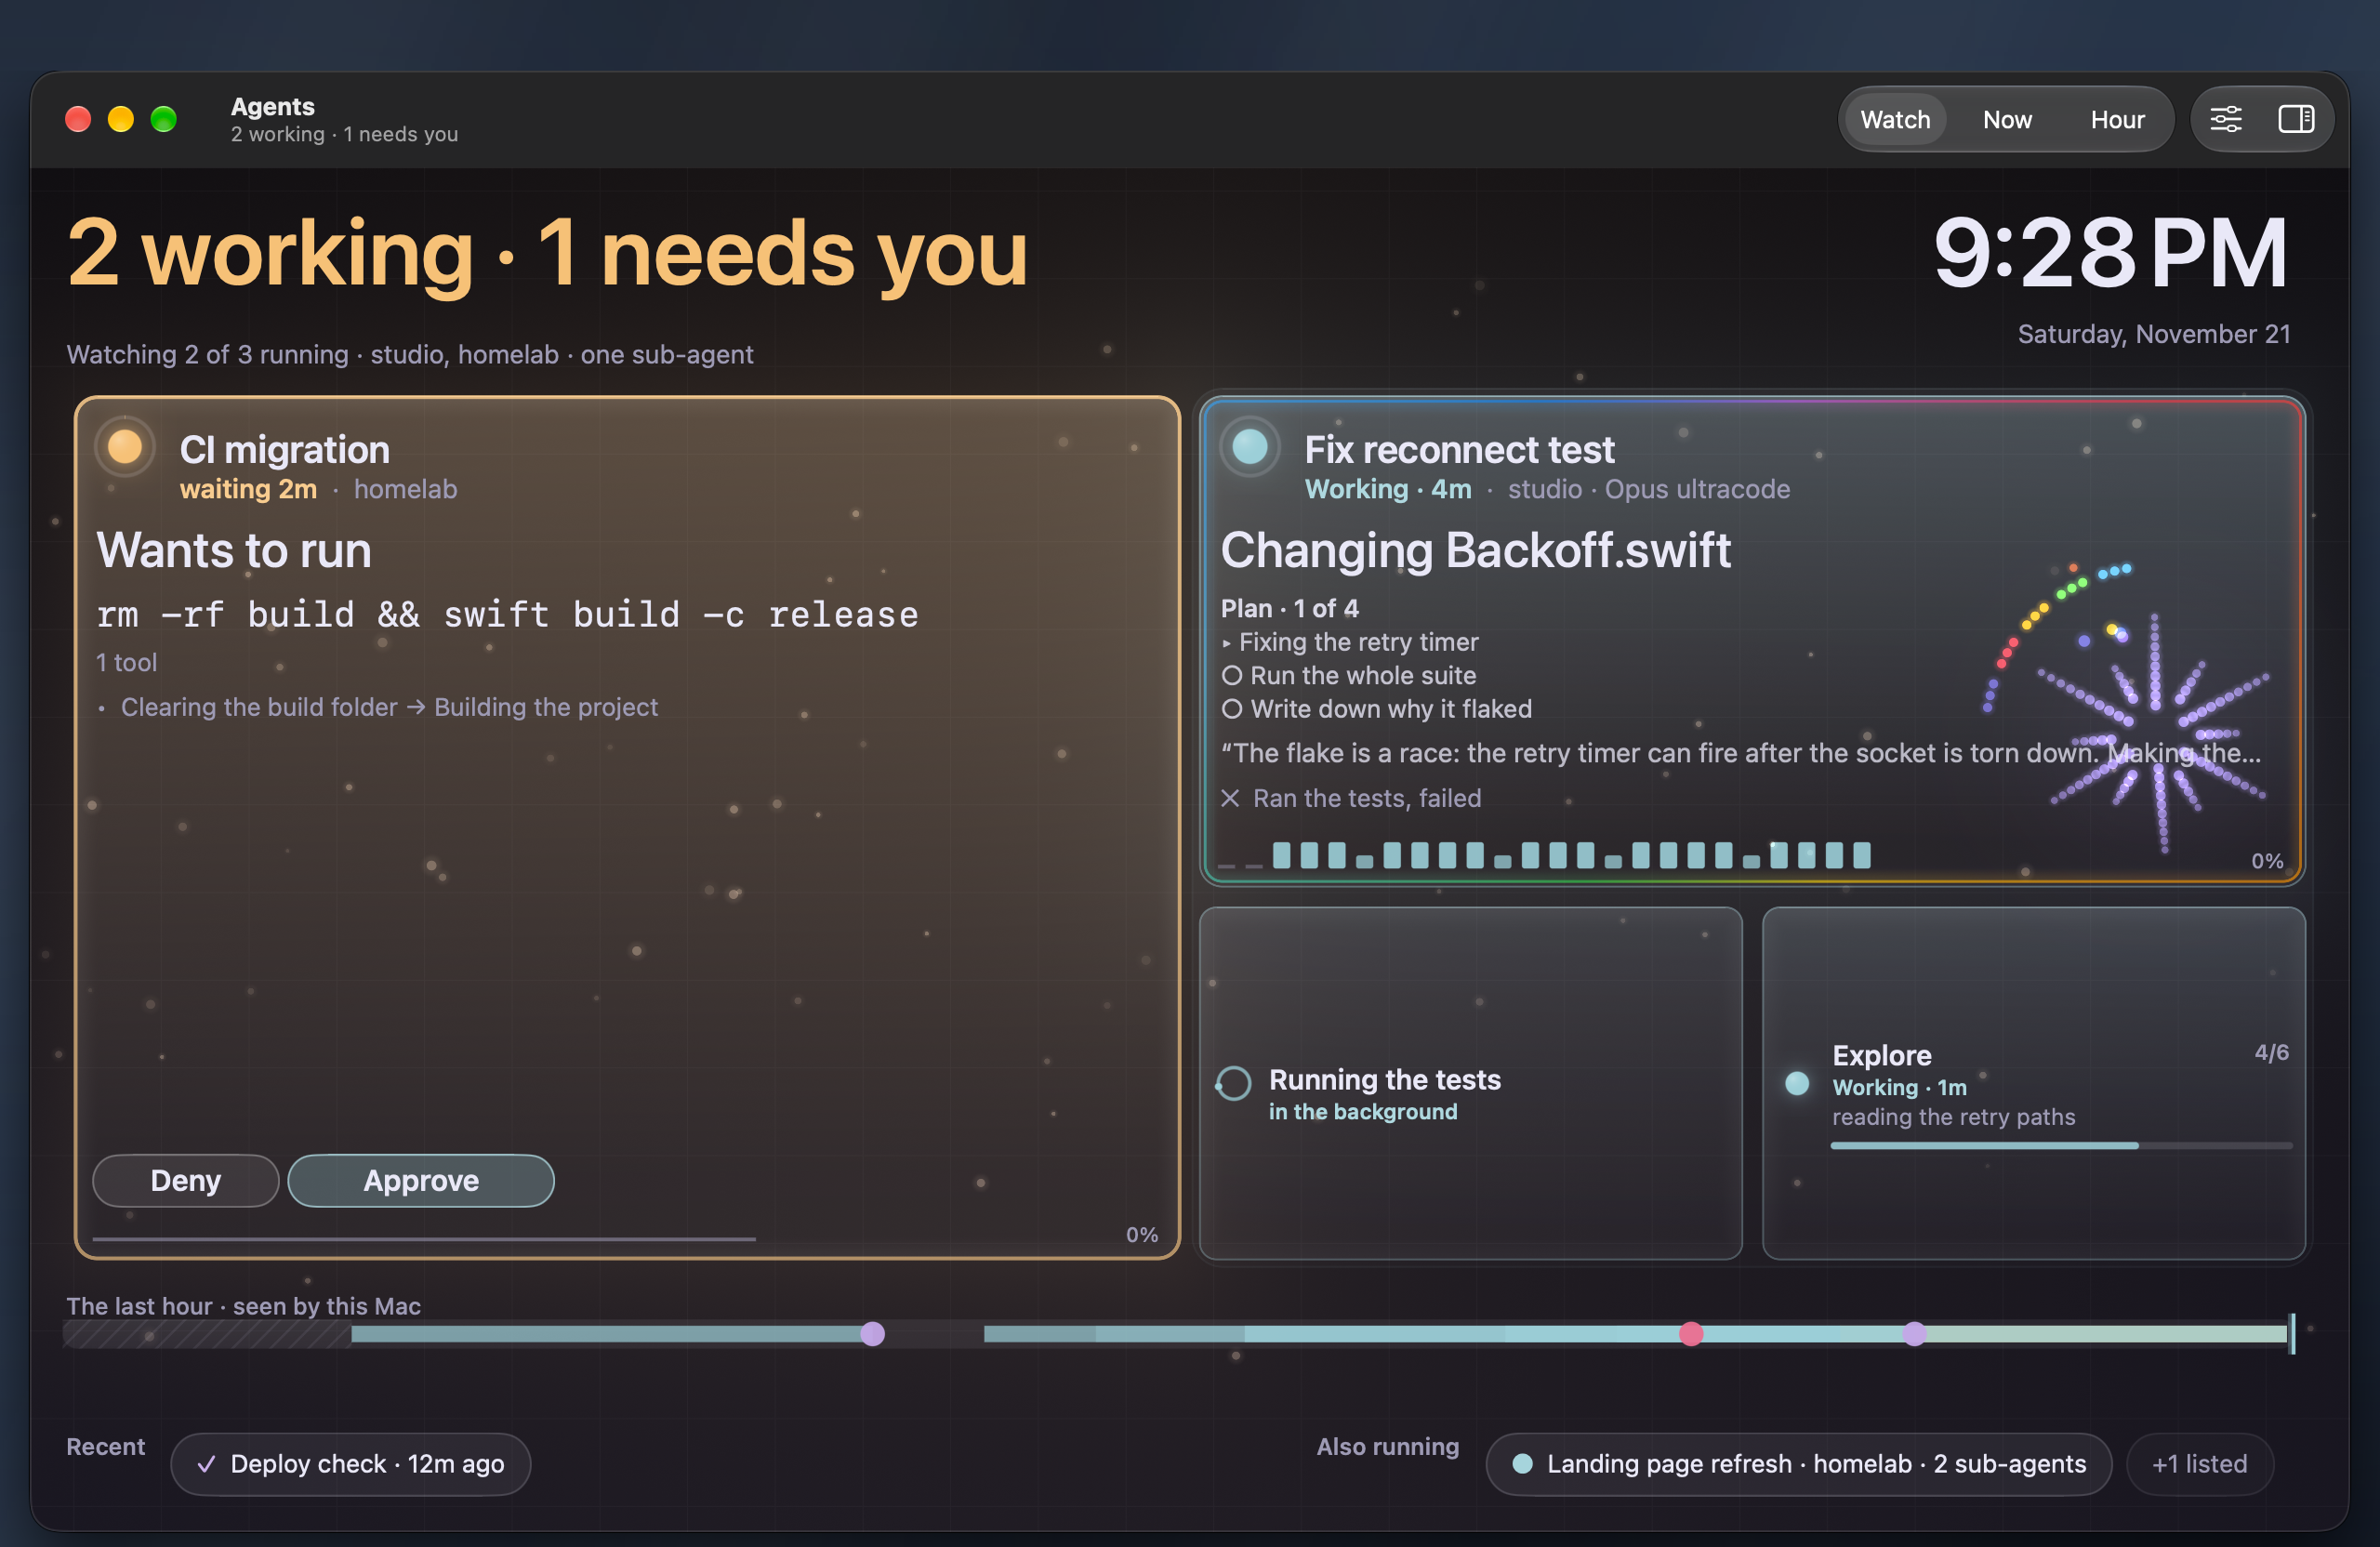 Agents
2 working · 1 needs you
Watch
Now
Hour
2 working · 1 needs you
9:28 PM
Saturday, November 21
Watching 2 of 3 running · studio, homelab · one sub-agent
CI migration
waiting 2m · homelab
Wants to run
rm -rf build && swift build -c release
1 tool
• Clearing the build folder → Building the project
Deny
Approve
0%
Fix reconnect test
Working · 4m · studio · Opus ultracode
Changing Backoff.swift
Plan · 1 of 4
▸ Fixing the retry timer
○ Run the whole suite
○ Write down why it flaked
“The flake is a race: the retry timer can fire after the socket is torn down. Making the…
× Ran the tests, failed
0%
Running the tests
in the background
Explore
4/6
Working · 1m
reading the retry paths
The last hour · seen by this Mac
Recent
✓ Deploy check · 12m ago
Also running
Landing page refresh · homelab · 2 sub-agents
+1 listed